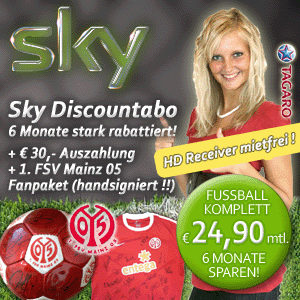 sky
TAGARO
Sky Discountabo
6 Monate stark rabattiert!
+ € 30,- Auszahlung
+ 1. FSV Mainz 05
Fanpaket (handsigniert !!)
HD Receiver mietfrei !
FUSSBALL
KOMPLETT
€ 24,90 mtl.
6 MONATE
SPAREN!
entega